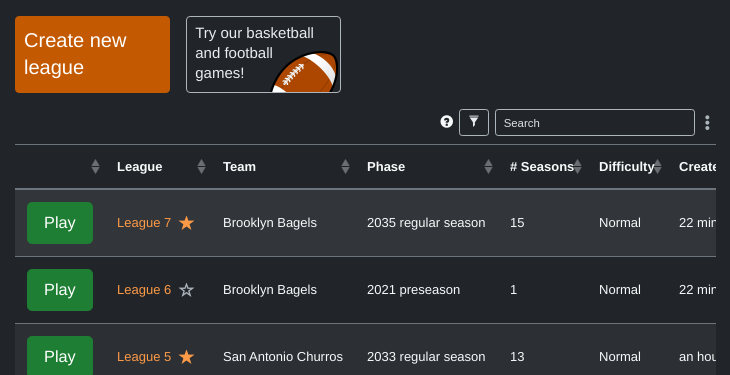 Create new
league
Try our basketball
and football
games!
Search
League Team Phase # Seasons Difficulty Create
Play League 7 Brooklyn Bagels 2035 regular season 15 Normal 22 min
Play League 6 Brooklyn Bagels 2021 preseason 1 Normal 22 min
Play League 5 San Antonio Churros 2033 regular season 13 Normal an hou